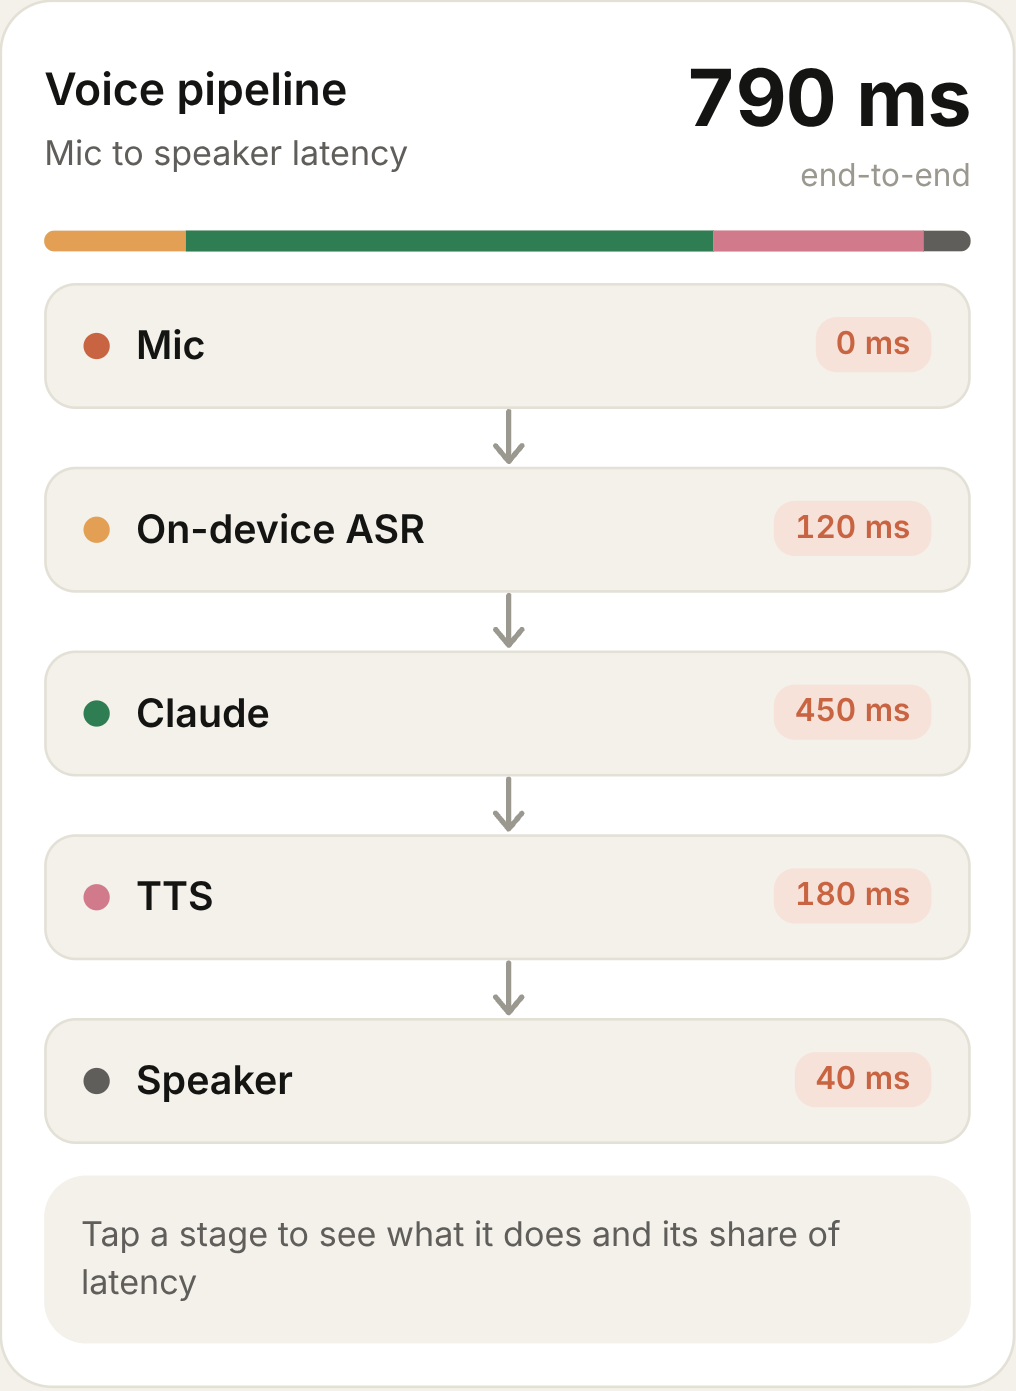 Voice pipeline
790 ms
Mic to speaker latency
end-to-end
Mic
0 ms
On-device ASR
120 ms
Claude
450 ms
TTS
180 ms
Speaker
40 ms
Tap a stage to see what it does and its share of
latency